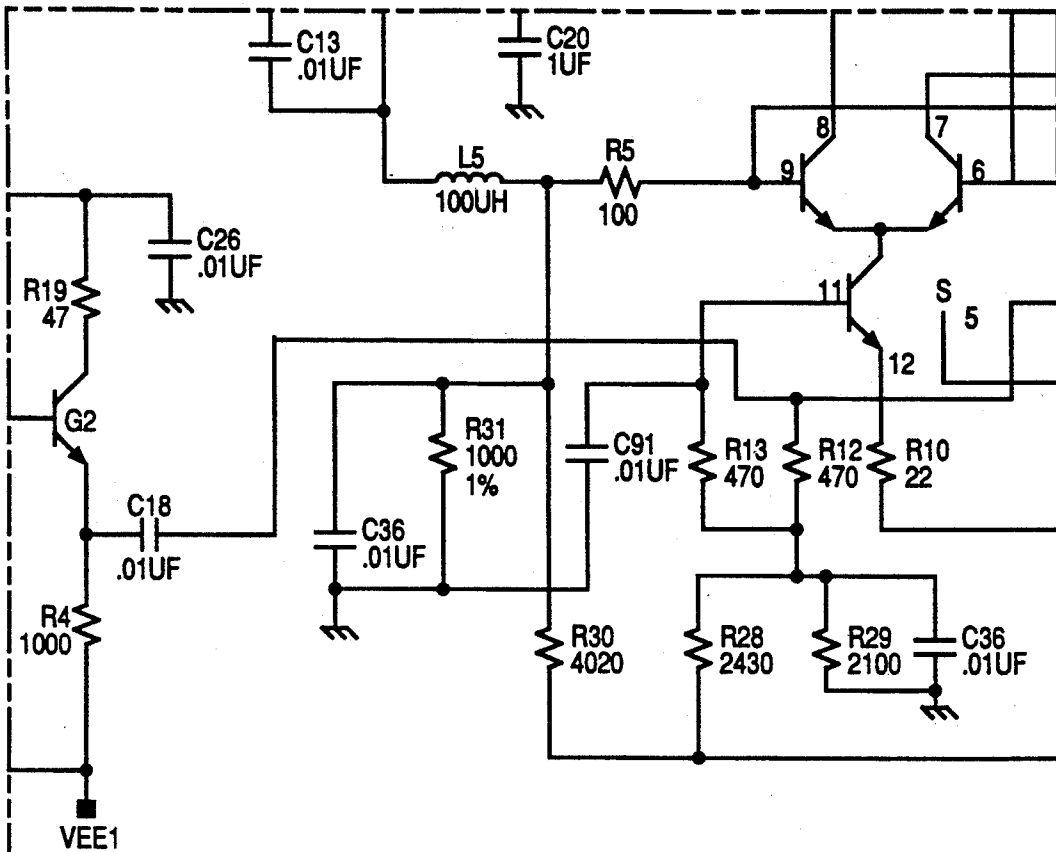 C13
.01UF
C20
1UF
8
7
L5
100UH
R5
100
9
6
C26
.01UF
R19
47
11
S
5
12
G2
R31
1000
1%
C91
.01UF
R13
470
R12
470
R10
22
C18
.01UF
C36
.01UF
R4
1000
R30
4020
R28
2430
R29
2100
C36
.01UF
VEE1